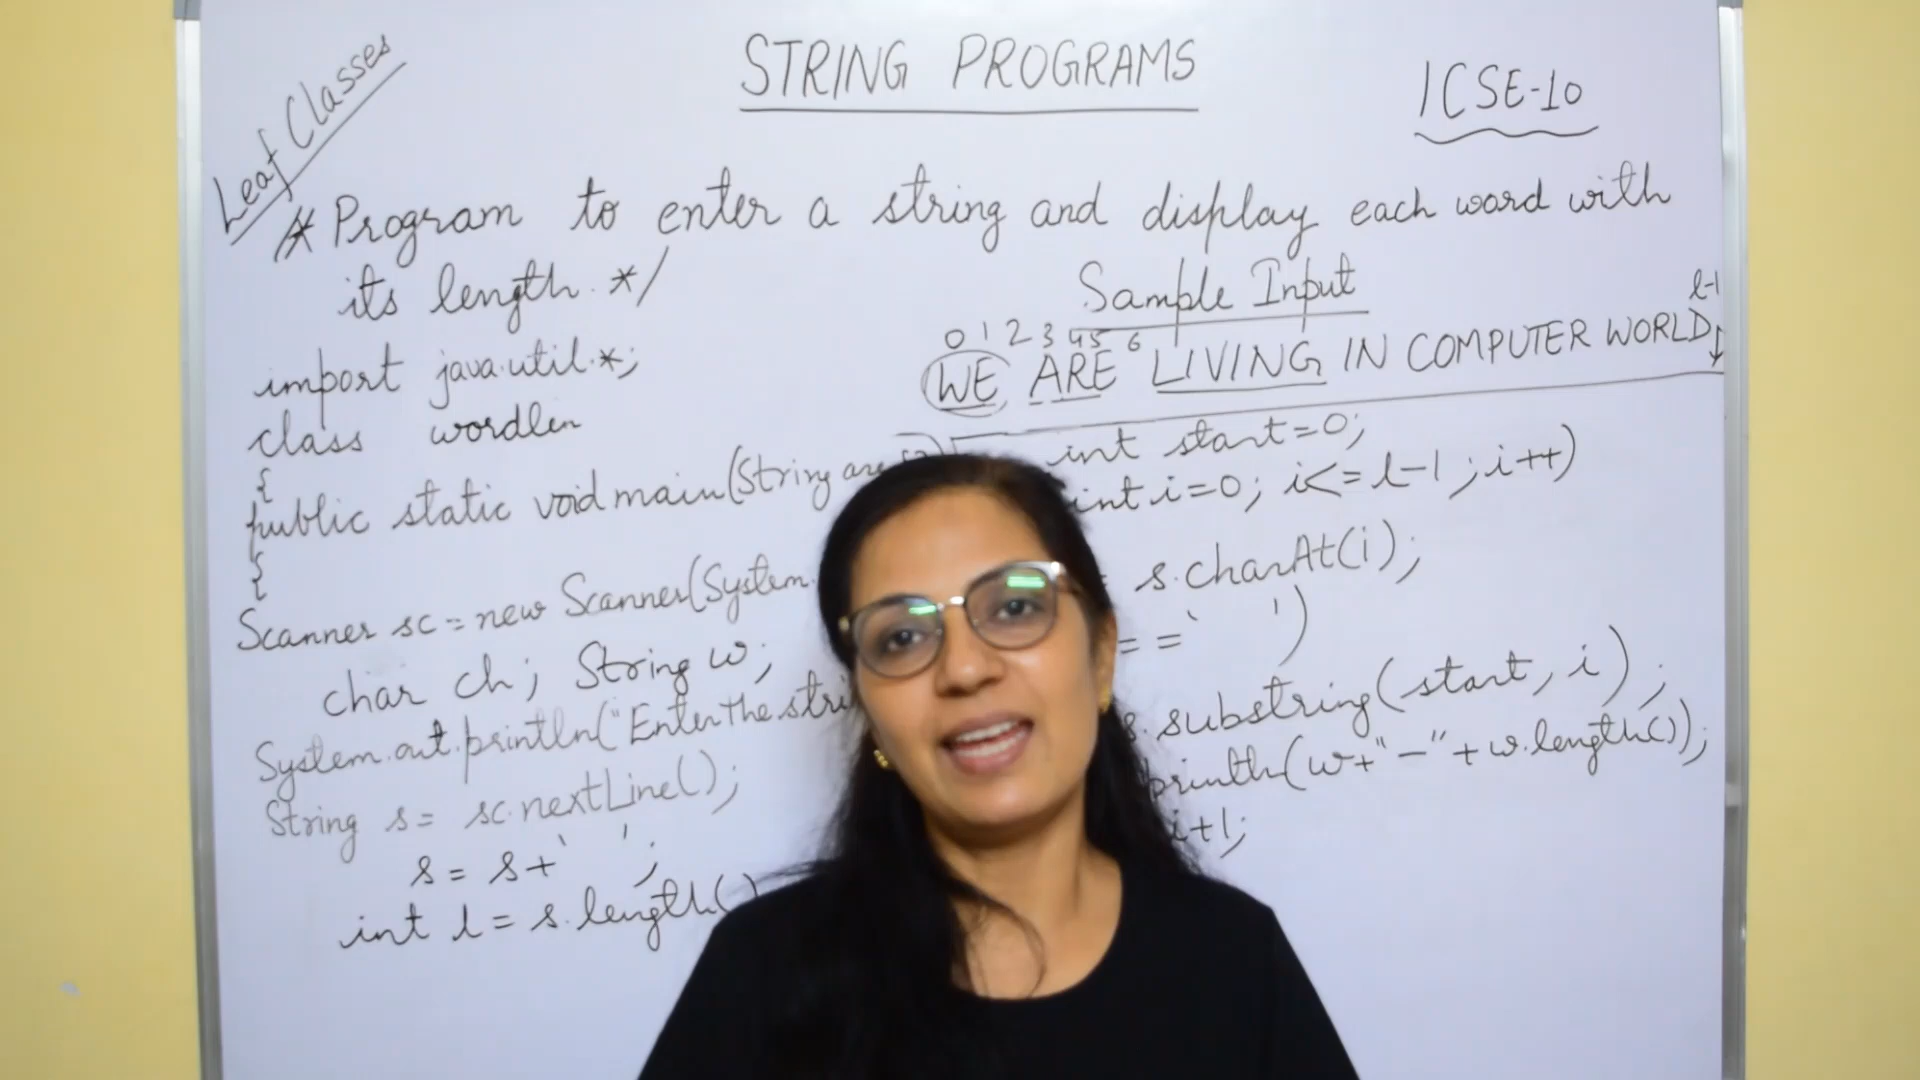 Leaf Classes
STRING PROGRAMS
ICSE-10
/* Program to enter a string and display each word with
its length. */
Sample Input
l-1
0 1 2 3 4 5 6
WE ARE LIVING IN COMPUTER WORLD
import java.util.*;
class wordlen
{
public static void main(String
{
Scanner sc = new Scanner(System.
char ch; String w;
System.out.println("Enter the
String s = sc.nextLine();
s = s+' ';
int l = s.length()
int start=0;
int i=0; i<=l-1; i++)
s.charAt(i);
==' ')
s.substring(start, i);
println(w+"-"+w.length());
i+1;